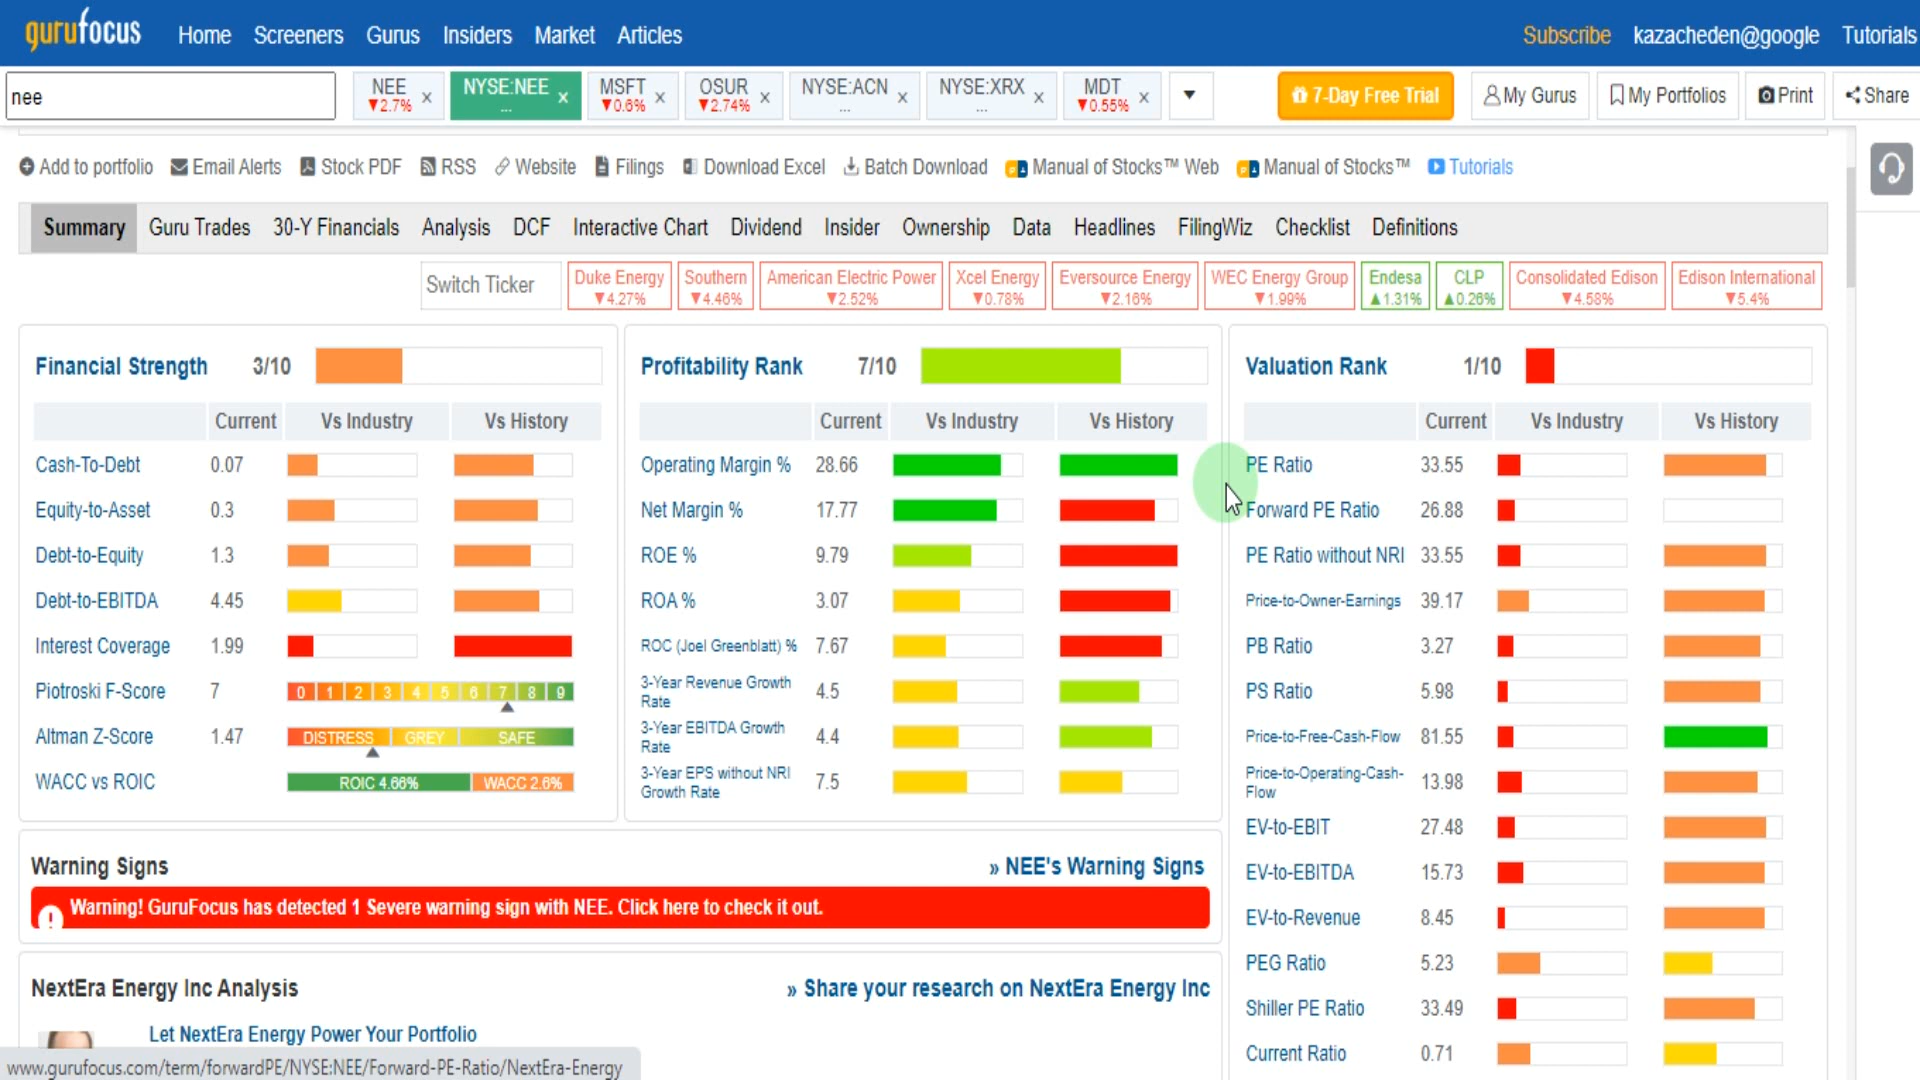 gurufocus Home Screeners Gurus Insiders Market Articles Subscribe kazacheden@google Tutorials
nee
NEE ▼2.7% ×
NYSE:NEE ... ×
MSFT ▼0.6% ×
OSUR ▼2.74% ×
NYSE:ACN ... ×
NYSE:XRX ... ×
MDT ▼0.55% ×
▼
7-Day Free Trial My Gurus My Portfolios Print Share
Add to portfolio Email Alerts Stock PDF RSS Website Filings Download Excel Batch Download Manual of Stocks™ Web Manual of Stocks™ Tutorials
Summary Guru Trades 30-Y Financials Analysis DCF Interactive Chart Dividend Insider Ownership Data Headlines FilingWiz Checklist Definitions
Switch Ticker
Duke Energy ▼4.27%
Southern ▼4.46%
American Electric Power ▼2.52%
Xcel Energy ▼0.78%
Eversource Energy ▼2.16%
WEC Energy Group ▼1.99%
Endesa ▲1.31%
CLP ▲0.26%
Consolidated Edison ▼4.58%
Edison International ▼5.4%
Financial Strength 3/10
Current Vs Industry Vs History
Cash-To-Debt 0.07
Equity-to-Asset 0.3
Debt-to-Equity 1.3
Debt-to-EBITDA 4.45
Interest Coverage 1.99
Piotroski F-Score 7 0 1 2 3 4 5 6 7 8 9
Altman Z-Score 1.47 DISTRESS GREY SAFE
WACC vs ROIC ROIC 4.66% WACC 2.6%
Profitability Rank 7/10
Current Vs Industry Vs History
Operating Margin % 28.66
Net Margin % 17.77
ROE % 9.79
ROA % 3.07
ROC (Joel Greenblatt) % 7.67
3-Year Revenue Growth Rate 4.5
3-Year EBITDA Growth Rate 4.4
3-Year EPS without NRI Growth Rate 7.5
Valuation Rank 1/10
Current Vs Industry Vs History
PE Ratio 33.55
Forward PE Ratio 26.88
PE Ratio without NRI 33.55
Price-to-Owner-Earnings 39.17
PB Ratio 3.27
PS Ratio 5.98
Price-to-Free-Cash-Flow 81.55
Price-to-Operating-Cash-Flow 13.98
EV-to-EBIT 27.48
EV-to-EBITDA 15.73
EV-to-Revenue 8.45
PEG Ratio 5.23
Shiller PE Ratio 33.49
Current Ratio 0.71
Warning Signs » NEE's Warning Signs
Warning! GuruFocus has detected 1 Severe warning sign with NEE. Click here to check it out.
NextEra Energy Inc Analysis » Share your research on NextEra Energy Inc
Let NextEra Energy Power Your Portfolio
www.gurufocus.com/term/forwardPE/NYSE:NEE/Forward-PE-Ratio/NextEra-Energy